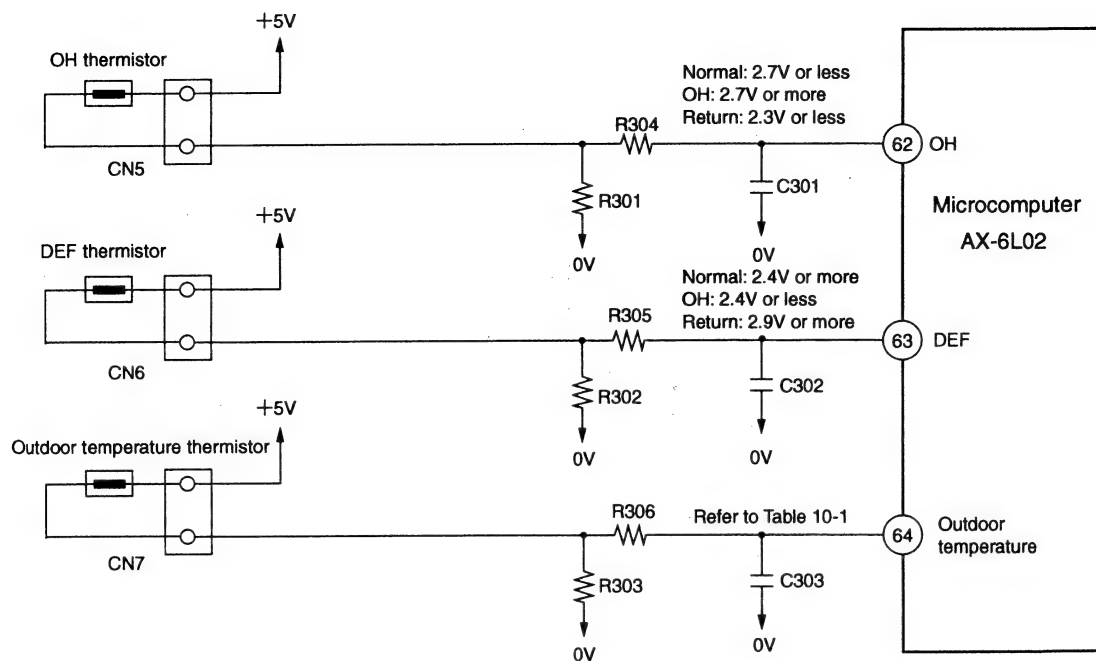 +5V
OH thermistor
CN5
R304
R301
Normal: 2.7V or less
OH: 2.7V or more
Return: 2.3V or less
C301
0V
0V
62
OH
Microcomputer
AX-6L02
+5V
DEF thermistor
CN6
R305
R302
Normal: 2.4V or more
OH: 2.4V or less
Return: 2.9V or more
C302
0V
0V
63
DEF
+5V
Outdoor temperature thermistor
CN7
R306
R303
Refer to Table 10-1
C303
0V
0V
64
Outdoor
temperature